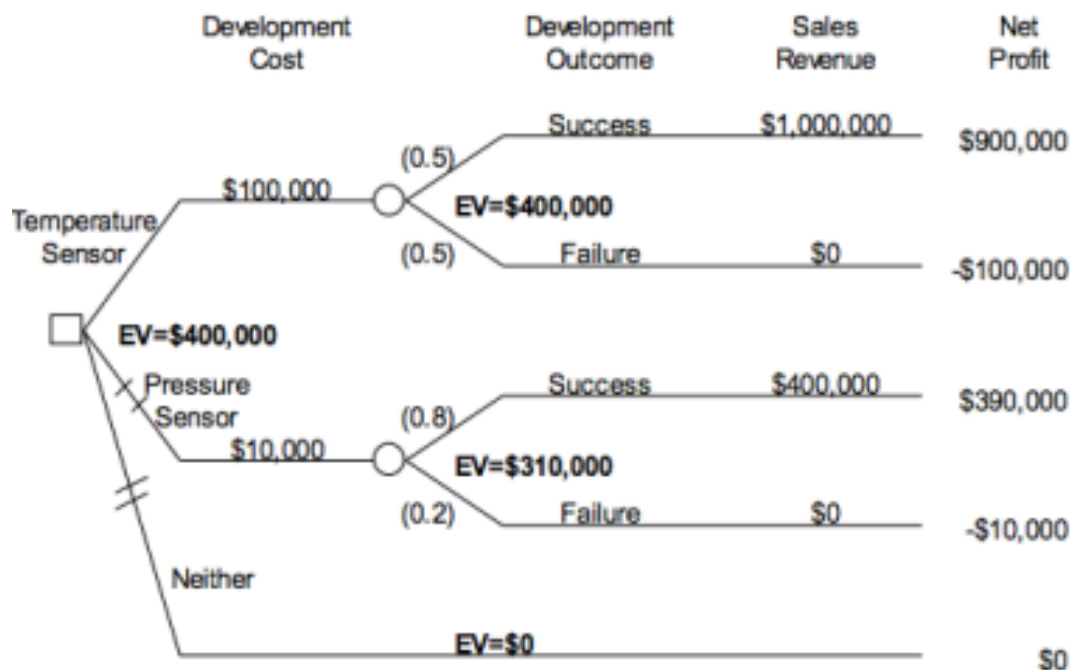 Development Cost
Development Outcome
Sales Revenue
Net Profit
Success
$1,000,000
$900,000
(0.5)
$100,000
EV=$400,000
Temperature Sensor
(0.5)
Failure
$0
-$100,000
EV=$400,000
Pressure Sensor
Success
$400,000
$390,000
(0.8)
$10,000
EV=$310,000
(0.2)
Failure
$0
-$10,000
Neither
EV=$0
$0